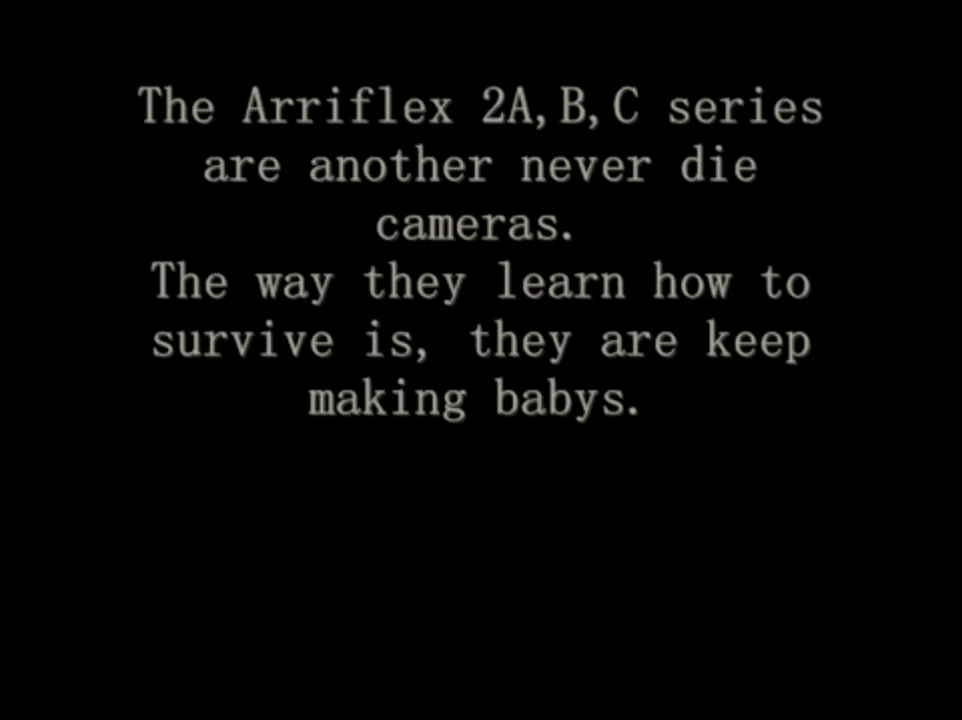 The Arriflex 2A,B,C series
are another never die
cameras.
The way they learn how to
survive is, they are keep
making babys.